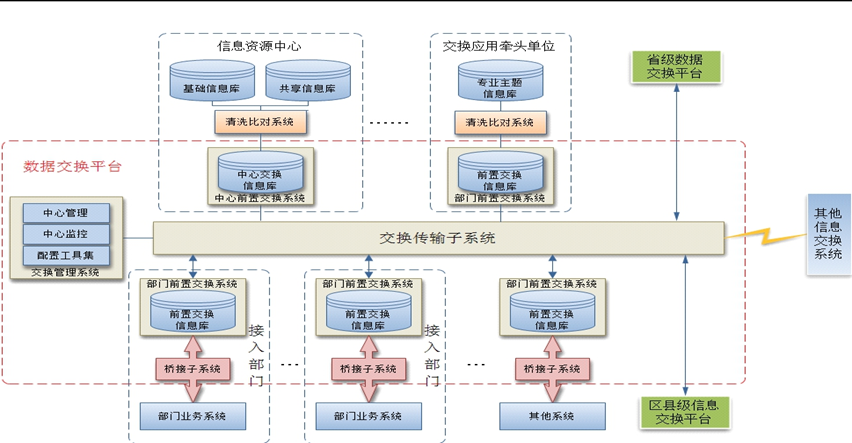 信息资源中心
交换应用牵头单位
省级数据
交换平台
基础信息库
共享信息库
专业主题
信息库
清洗比对系统
······
清洗比对系统
数据交换平台
中心交换
信息库
中心前置交换系统
前置交换
信息库
部门前置交换系统
中心管理
中心监控
配置工具集
交换管理系统
交换传输子系统
其他
信息
交换
系统
部门前置交换系统
前置交换
信息库
接入部门
部门前置交换系统
前置交换
信息库
接入部门
部门前置交换系统
前置交换
信息库
桥接子系统
...
桥接子系统
...
桥接子系统
部门业务系统
部门业务系统
其他系统
区县级信息
交换平台